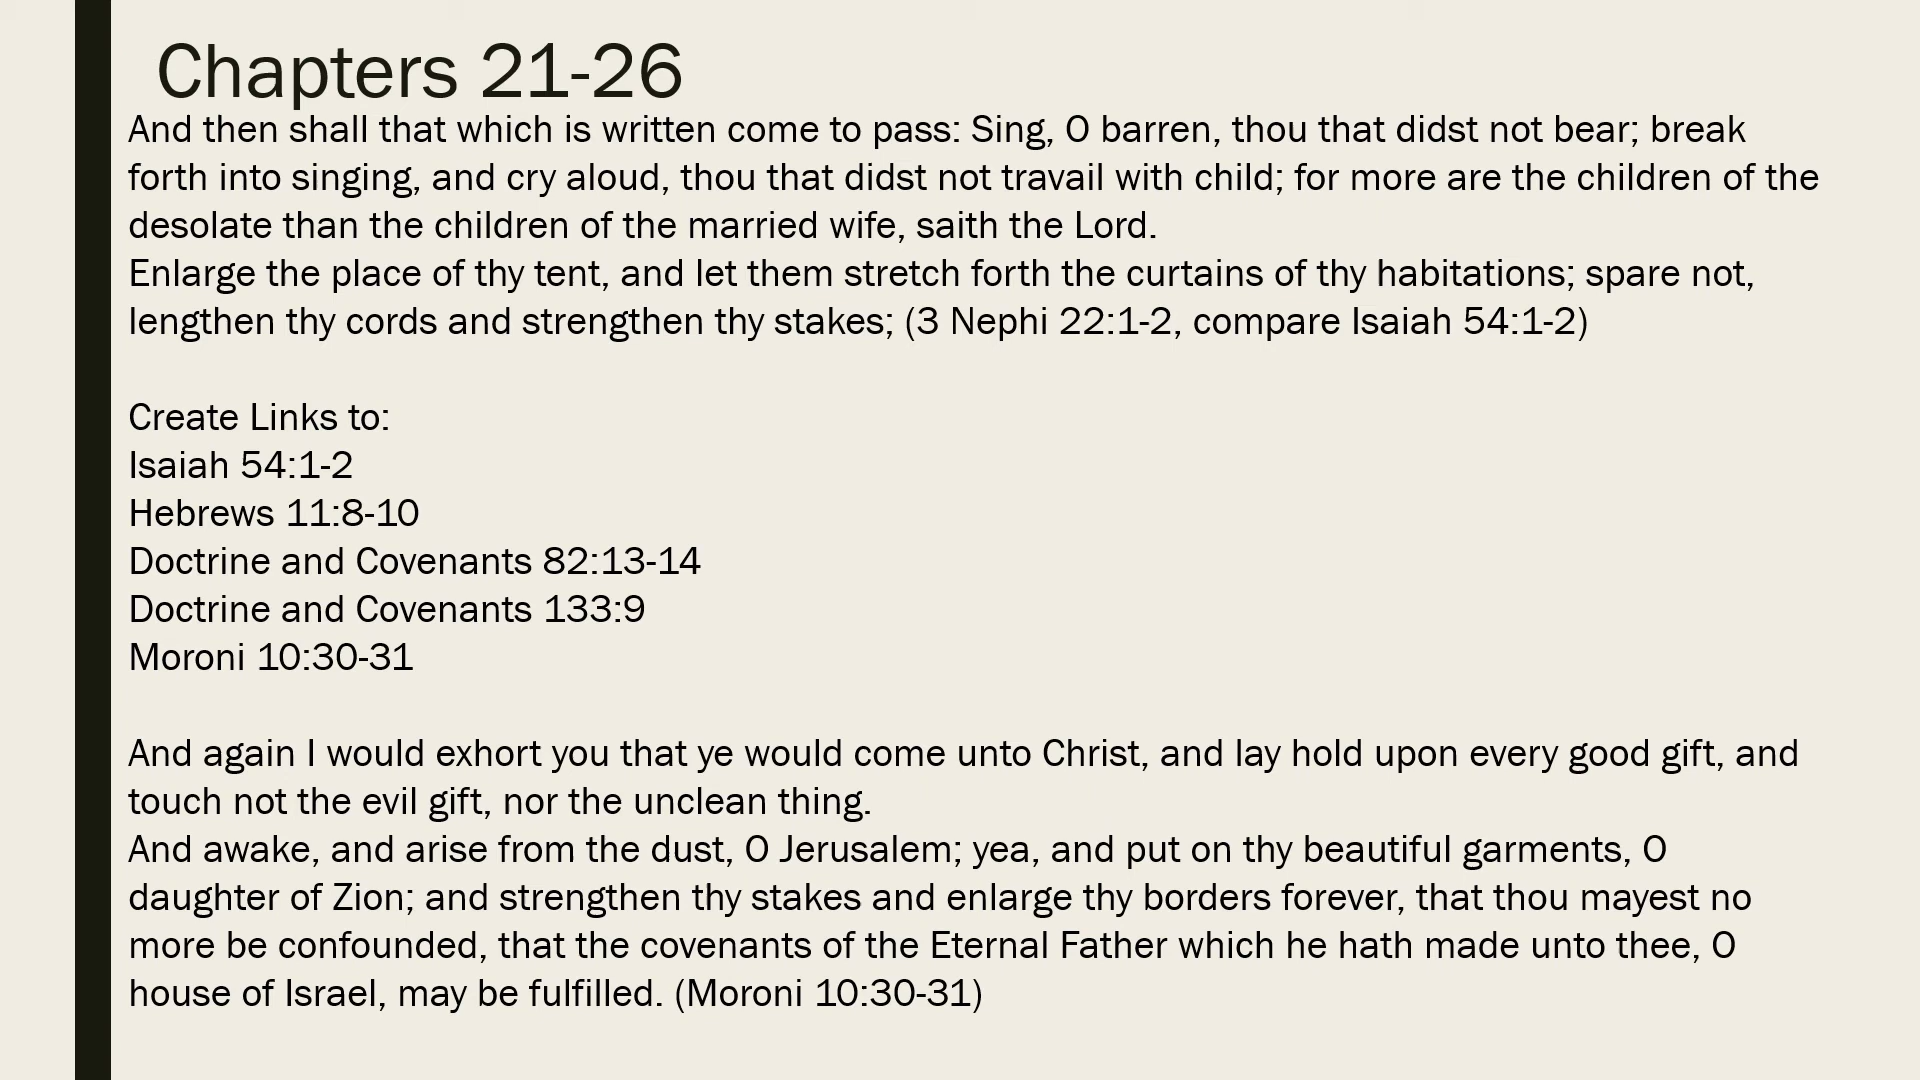 Chapters 21-26
And then shall that which is written come to pass: Sing, O barren, thou that didst not bear; break
forth into singing, and cry aloud, thou that didst not travail with child; for more are the children of the
desolate than the children of the married wife, saith the Lord.
Enlarge the place of thy tent, and let them stretch forth the curtains of thy habitations; spare not,
lengthen thy cords and strengthen thy stakes; (3 Nephi 22:1-2, compare Isaiah 54:1-2)
Create Links to:
Isaiah 54:1-2
Hebrews 11:8-10
Doctrine and Covenants 82:13-14
Doctrine and Covenants 133:9
Moroni 10:30-31
And again I would exhort you that ye would come unto Christ, and lay hold upon every good gift, and
touch not the evil gift, nor the unclean thing.
And awake, and arise from the dust, O Jerusalem; yea, and put on thy beautiful garments, O
daughter of Zion; and strengthen thy stakes and enlarge thy borders forever, that thou mayest no
more be confounded, that the covenants of the Eternal Father which he hath made unto thee, O
house of Israel, may be fulfilled. (Moroni 10:30-31)